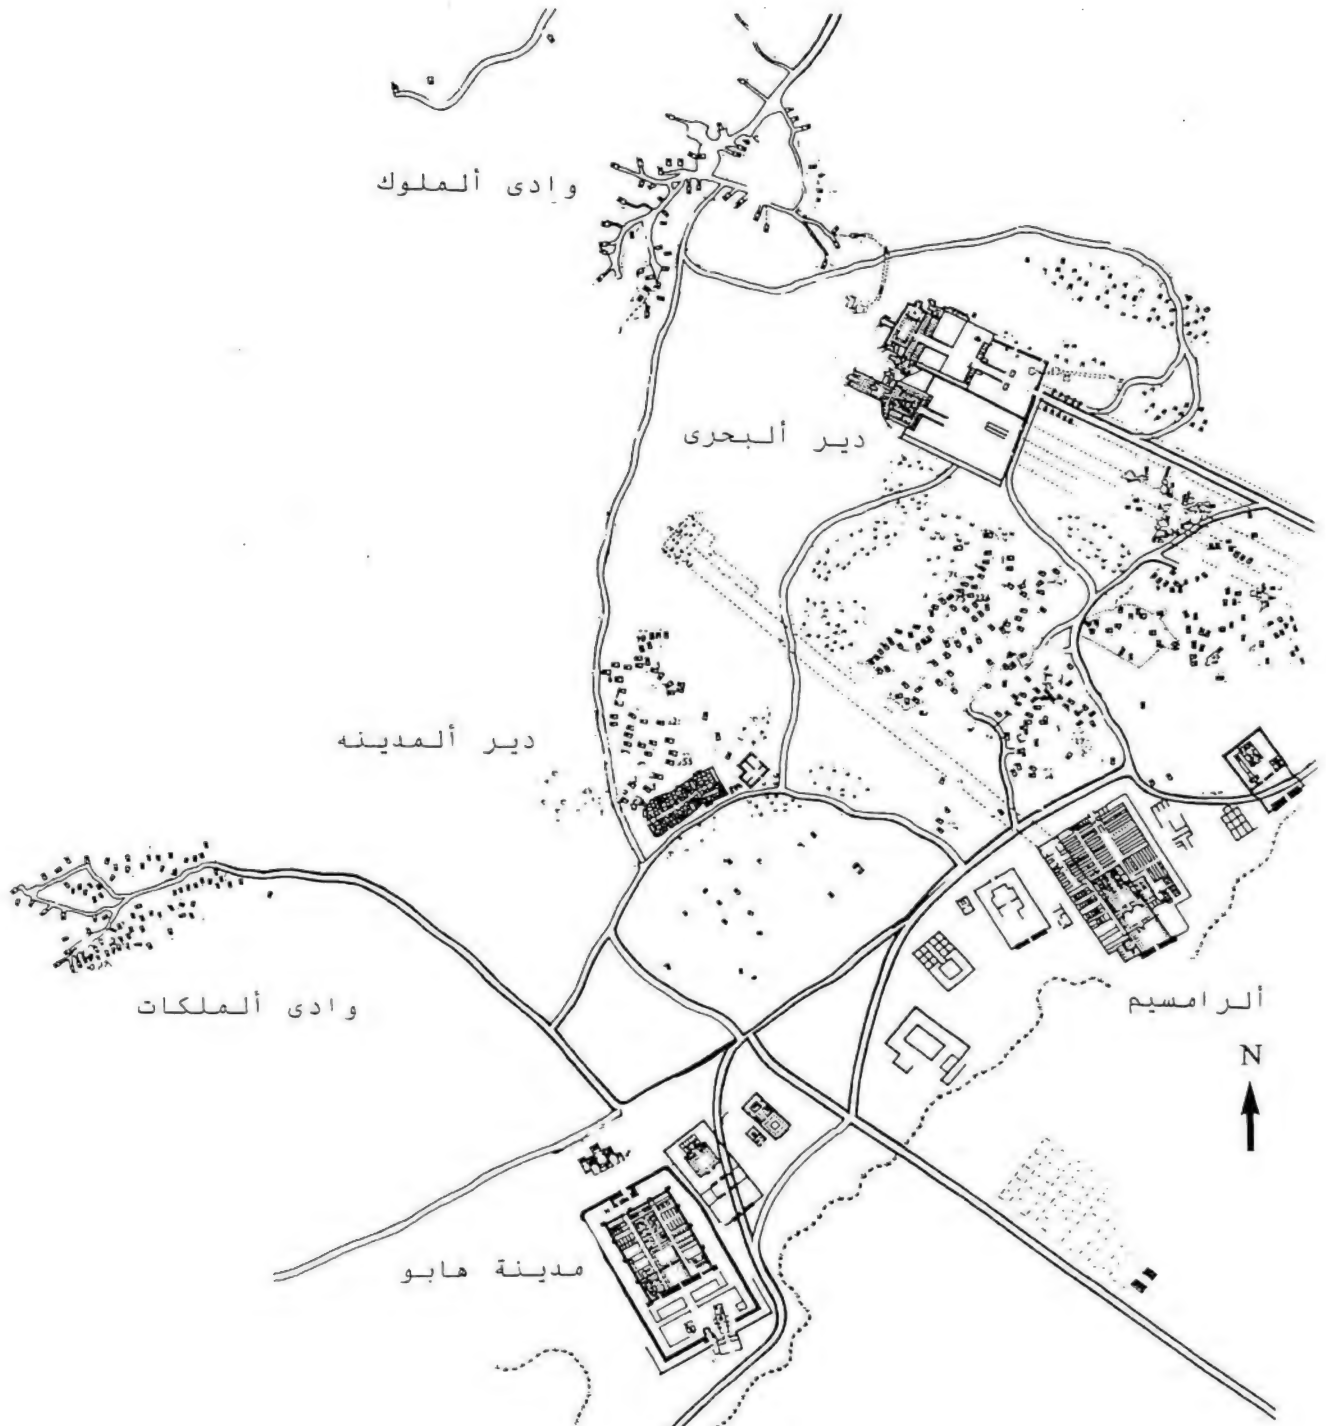 وادى ألملوك
دير ألبحرى
دير ألمدينه
وادى ألملكات
ألرامسيم
N
مدينة هابو